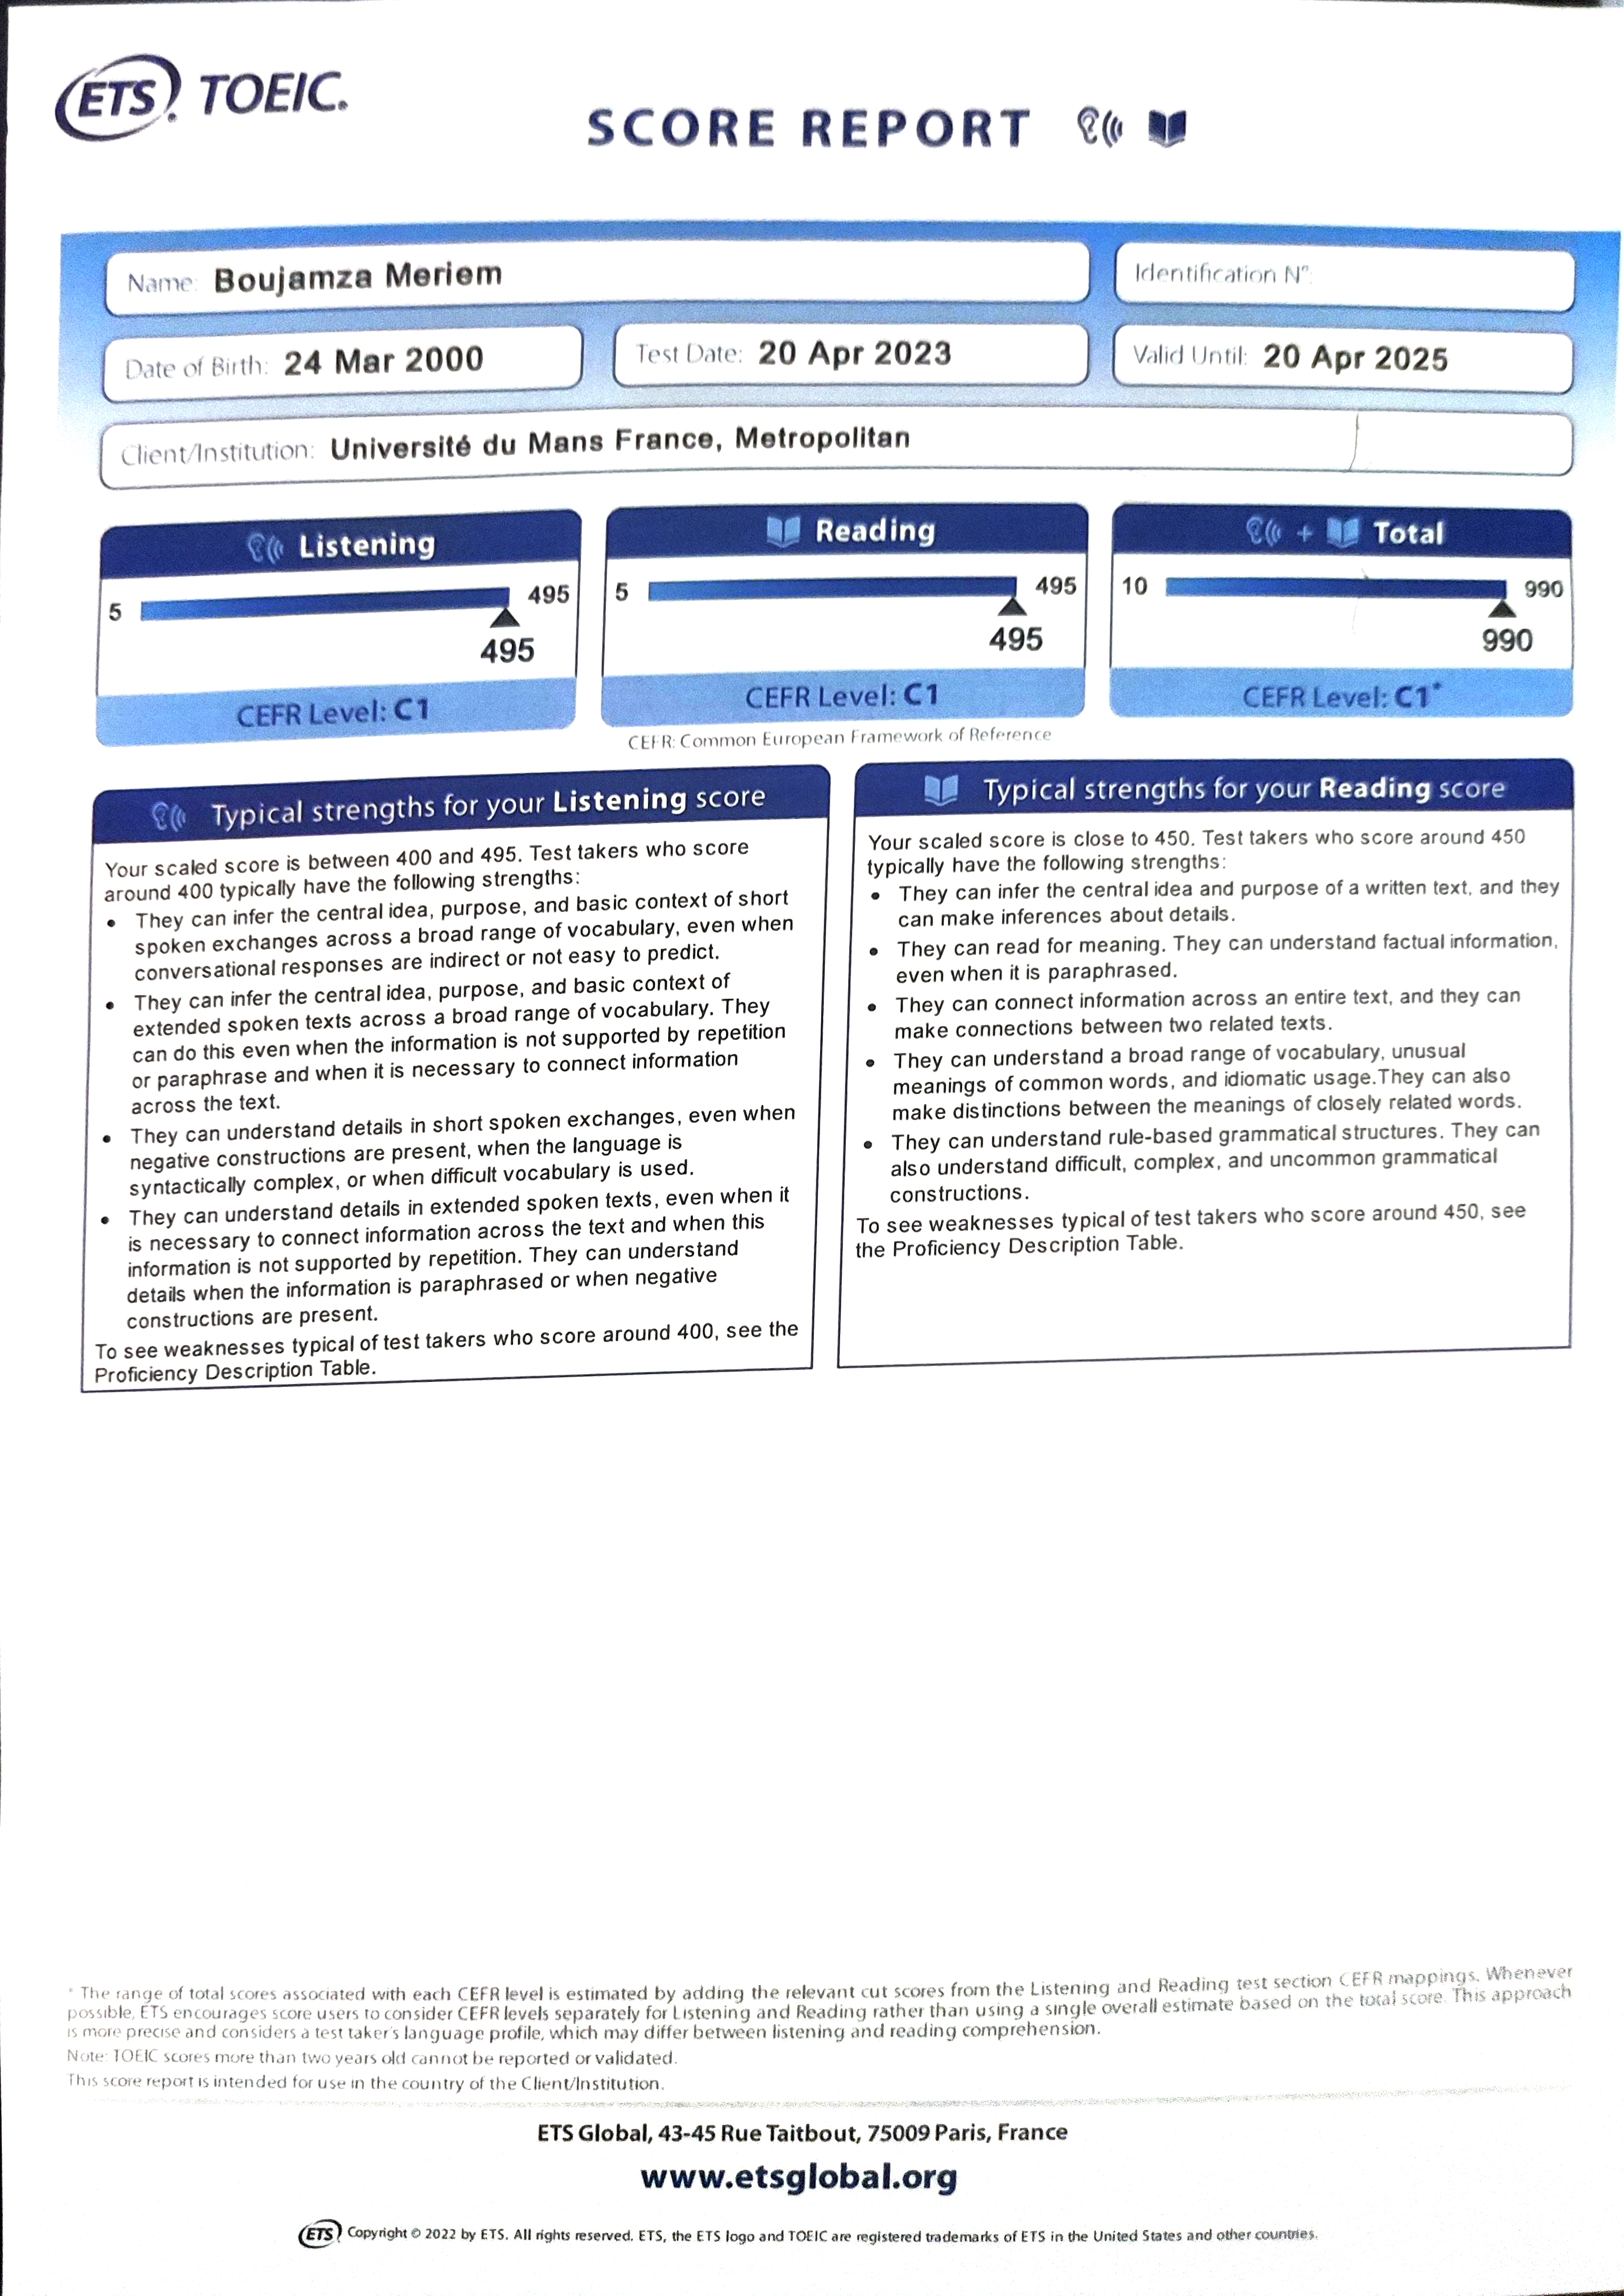 ETS TOEIC.
SCORE REPORT
Name: Boujamza Meriem
Identification N°:
Date of Birth: 24 Mar 2000
Test Date: 20 Apr 2023
Valid Until: 20 Apr 2025
Client/Institution: Université du Mans France, Metropolitan
Listening
5
495
495
CEFR Level: C1
Reading
5
495
495
CEFR Level: C1
+ Total
10
990
990
CEFR Level: C1*
CEFR: Common European Framework of Reference
Typical strengths for your Listening score
Your scaled score is between 400 and 495. Test takers who score
around 400 typically have the following strengths:
• They can infer the central idea, purpose, and basic context of short
spoken exchanges across a broad range of vocabulary, even when
conversational responses are indirect or not easy to predict.
• They can infer the central idea, purpose, and basic context of
extended spoken texts across a broad range of vocabulary. They
can do this even when the information is not supported by repetition
or paraphrase and when it is necessary to connect information
across the text.
• They can understand details in short spoken exchanges, even when
negative constructions are present, when the language is
syntactically complex, or when difficult vocabulary is used.
• They can understand details in extended spoken texts, even when it
is necessary to connect information across the text and when this
information is not supported by repetition. They can understand
details when the information is paraphrased or when negative
constructions are present.
To see weaknesses typical of test takers who score around 400, see the
Proficiency Description Table.
Typical strengths for your Reading score
Your scaled score is close to 450. Test takers who score around 450
typically have the following strengths:
• They can infer the central idea and purpose of a written text, and they
can make inferences about details.
• They can read for meaning. They can understand factual information,
even when it is paraphrased.
• They can connect information across an entire text, and they can
make connections between two related texts.
• They can understand a broad range of vocabulary, unusual
meanings of common words, and idiomatic usage.They can also
make distinctions between the meanings of closely related words.
• They can understand rule-based grammatical structures. They can
also understand difficult, complex, and uncommon grammatical
constructions.
To see weaknesses typical of test takers who score around 450, see
the Proficiency Description Table.
* The range of total scores associated with each CEFR level is estimated by adding the relevant cut scores from the Listening and Reading test section CEFR mappings. Whenever
possible, ETS encourages score users to consider CEFR levels separately for Listening and Reading rather than using a single overall estimate based on the total score. This approach
is more precise and considers a test taker's language profile, which may differ between listening and reading comprehension.
Note: TOEIC scores more than two years old cannot be reported or validated.
This score report is intended for use in the country of the Client/Institution.
ETS Global, 43-45 Rue Taitbout, 75009 Paris, France
www.etsglobal.org
ETS Copyright © 2022 by ETS. All rights reserved. ETS, the ETS logo and TOEIC are registered trademarks of ETS in the United States and other countries.